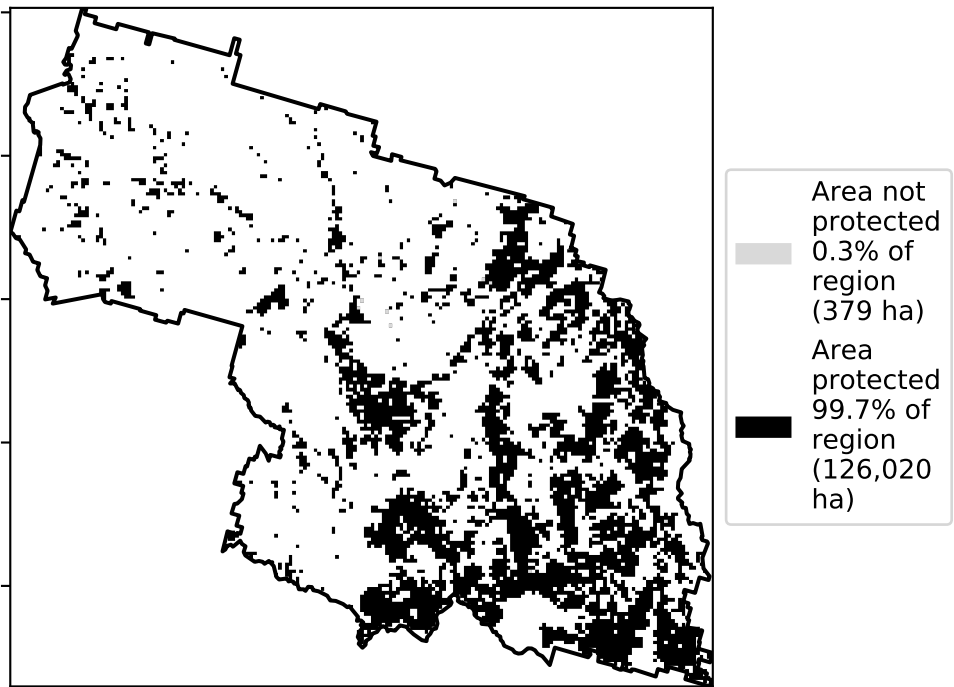 Area not
protected
0.3% of
region
(379 ha)
Area
protected
99.7% of
region
(126,020
ha)